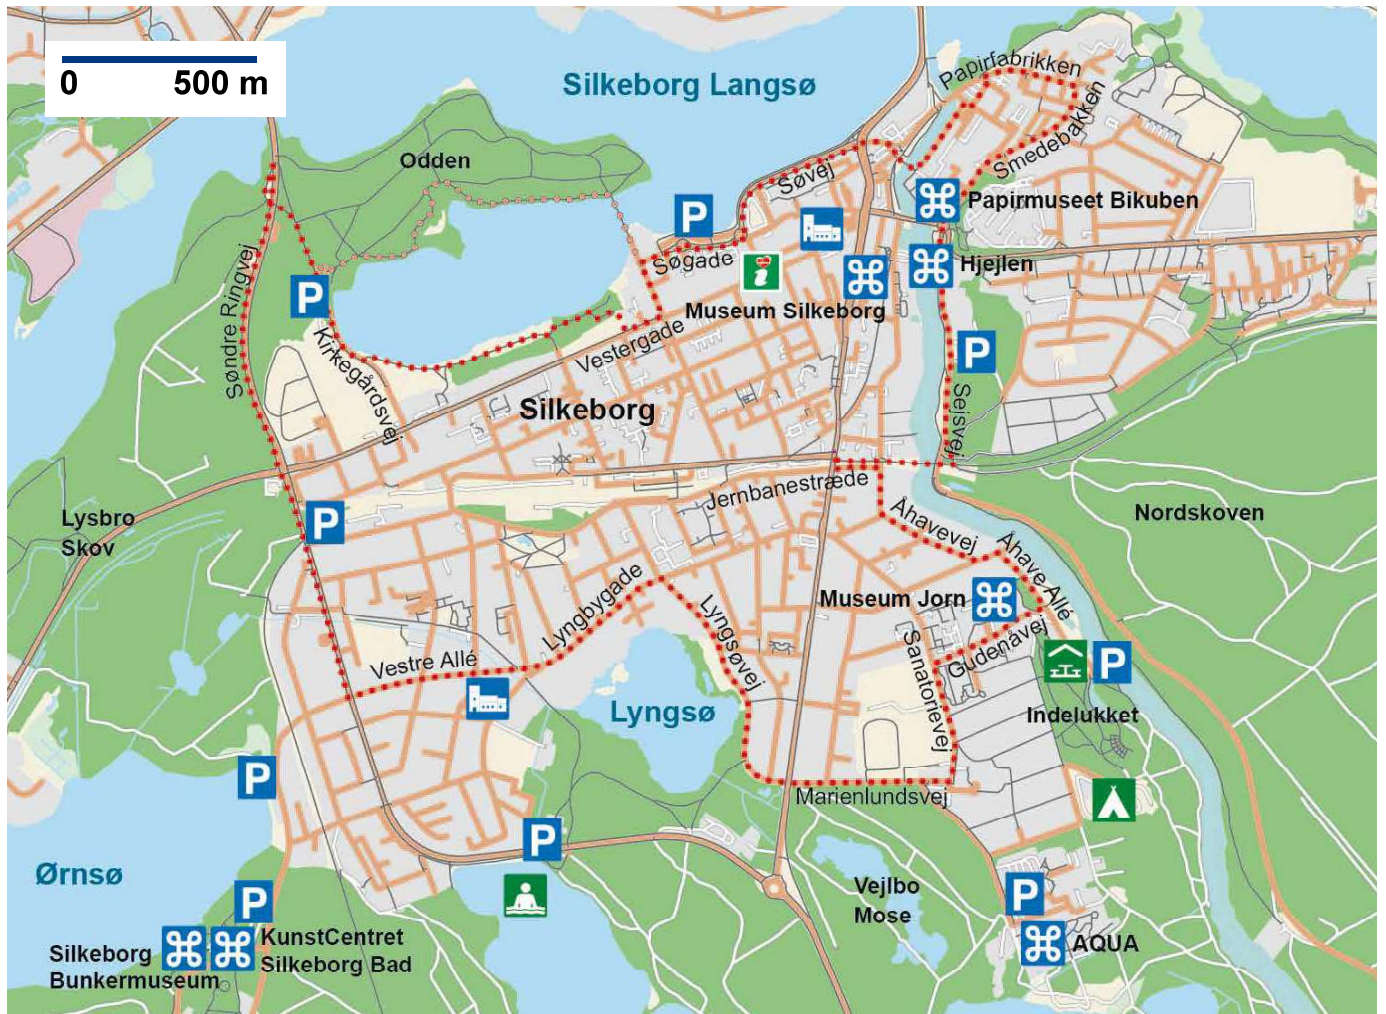 0 500 m
Silkeborg Langsø
Papirfabrikken
Smedebakken
Odden
Søvej
P
Papirmuseet Bikuben
Søgade
Hjejlen
Søndre Ringvej
P
Museum Silkeborg
Kirkegårdsvej
Vestergade
P
Silkeborg
Sejsvej
Jernbanestræde
P
Lysbro
Skov
Åhavevej
Åhave Allé
Nordskoven
Lyngbygade
Lyngsøvej
Museum Jorn
Sanatorievej
Gudenåvej
Vestre Allé
P
Lyngsø
Indelukket
P
Marienlundsvej
P
Ørnsø
P
Vejlbo
Mose
P
AQUA
Silkeborg
Bunkermuseum
KunstCentret
Silkeborg Bad